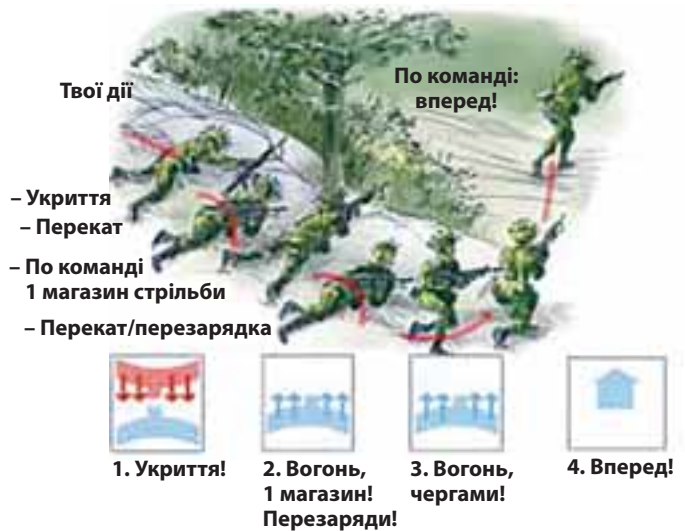 Твої дії
По команді:
вперед!
– Укриття
– Перекат
– По команді
1 магазин стрільби
– Перекат/перезарядка
1. Укриття!
2. Вогонь,
1 магазин!
Перезаряди!
3. Вогонь,
чергами!
4. Вперед!